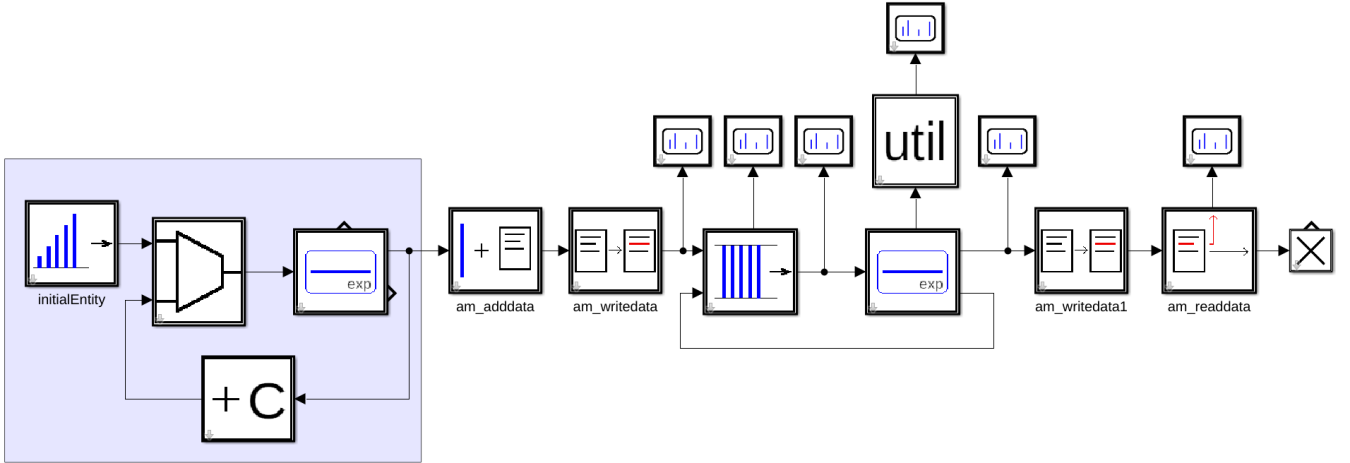 util
initialEntity
exp
am_adddata
am_writedata
exp
am_writedata1
am_readdata
+ C